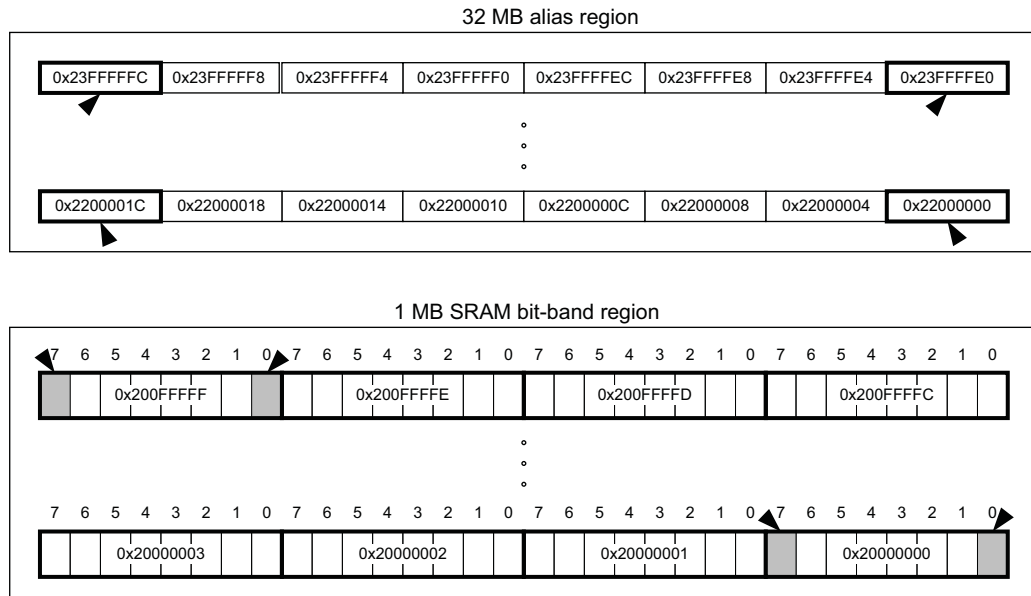 32 MB alias region
0x23FFFFFC 0x23FFFFF8 0x23FFFFF4 0x23FFFFF0 0x23FFFFEC 0x23FFFFE8 0x23FFFFE4 0x23FFFFE0
0x2200001C 0x22000018 0x22000014 0x22000010 0x2200000C 0x22000008 0x22000004 0x22000000
1 MB SRAM bit-band region
7 6 5 4 3 2 1 0 7 6 5 4 3 2 1 0 7 6 5 4 3 2 1 0 7 6 5 4 3 2 1 0
0x200FFFFF 0x200FFFFE 0x200FFFFD 0x200FFFFC
7 6 5 4 3 2 1 0 7 6 5 4 3 2 1 0 7 6 5 4 3 2 1 0 7 6 5 4 3 2 1 0
0x20000003 0x20000002 0x20000001 0x20000000